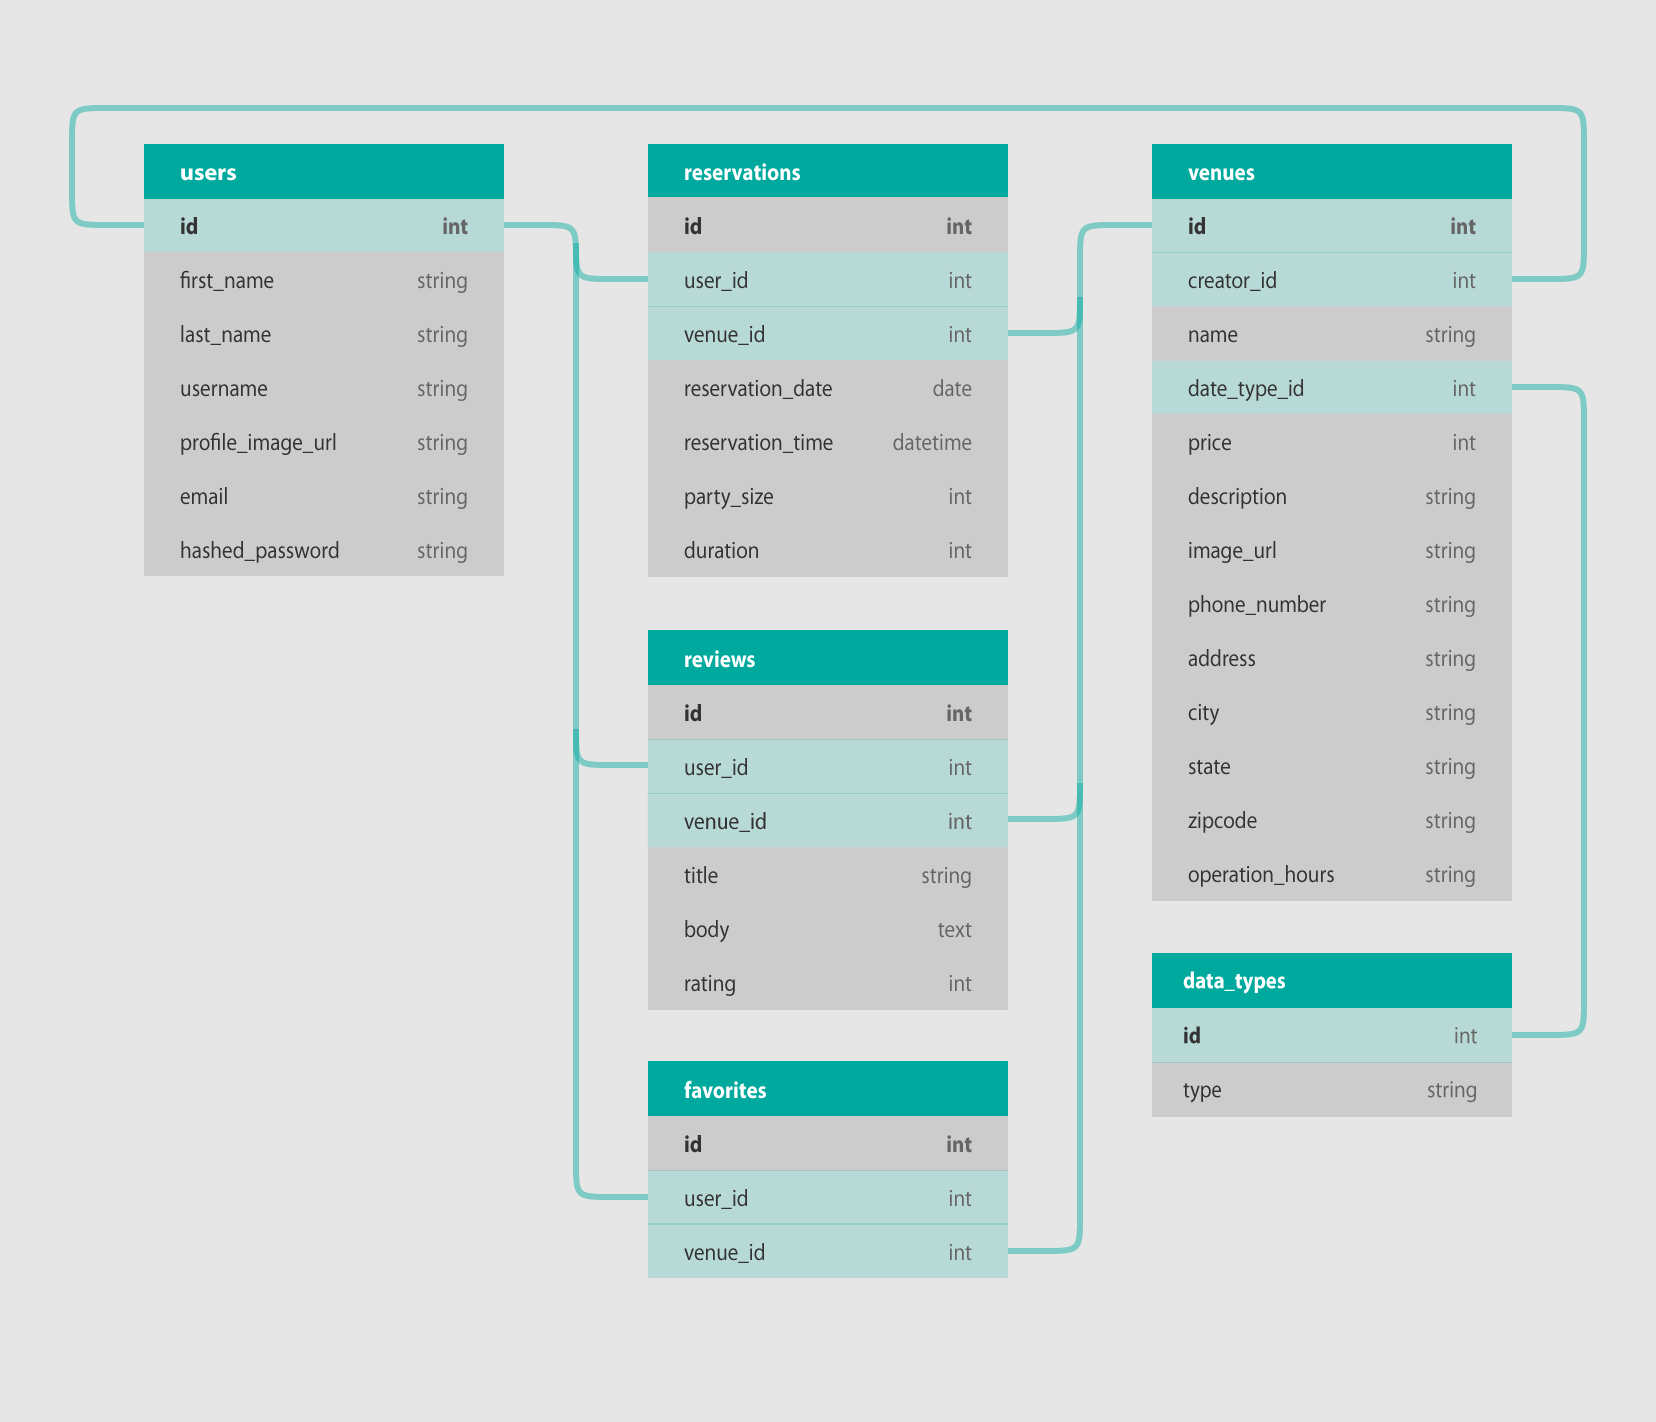 users
id int
first_name string
last_name string
username string
profile_image_url string
email string
hashed_password string
reservations
id int
user_id int
venue_id int
reservation_date date
reservation_time datetime
party_size int
duration int
reviews
id int
user_id int
venue_id int
title string
body text
rating int
favorites
id int
user_id int
venue_id int
venues
id int
creator_id int
name string
date_type_id int
price int
description string
image_url string
phone_number string
address string
city string
state string
zipcode string
operation_hours string
data_types
id int
type string